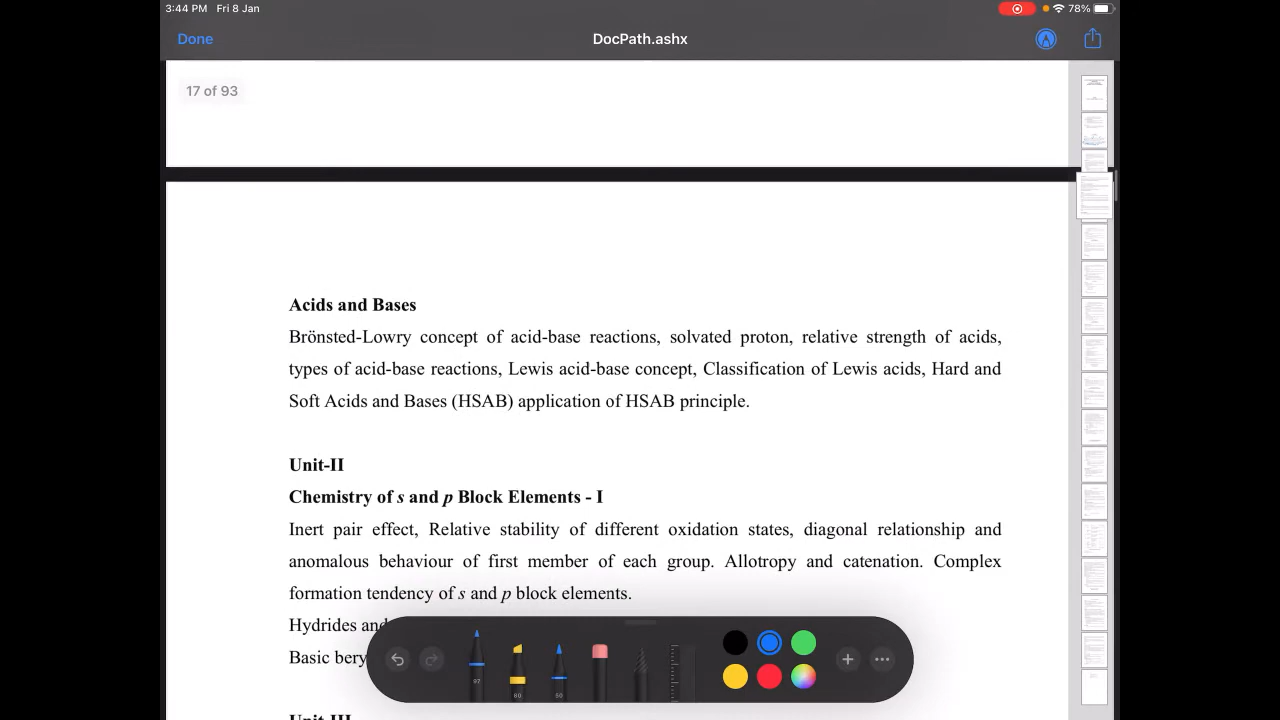 3:44 PM Fri 8 Jan
78%
Done
DocPath.ashx
17 of 93
Acids and Bases
Brönsted-Lowry concept of acid-base reactions, solvated proton, relative strength of acids,
types of acid-base reactions, Lewis acid-base concept, Classification of Lewis acids, Hard and
Soft Acids and Bases (HSAB) application of HSAB principle.
Unit-II
Chemistry of s and p Block Elements - I
Inert pair effect, Relative stability of different oxidation states, diagonal relationship and
anomalous behaviour of first member of each group. Allotropy and catenation. Complex
formation tendency of s and p block elements.
Hydrides and
Basic bery
Unit-III
80
50